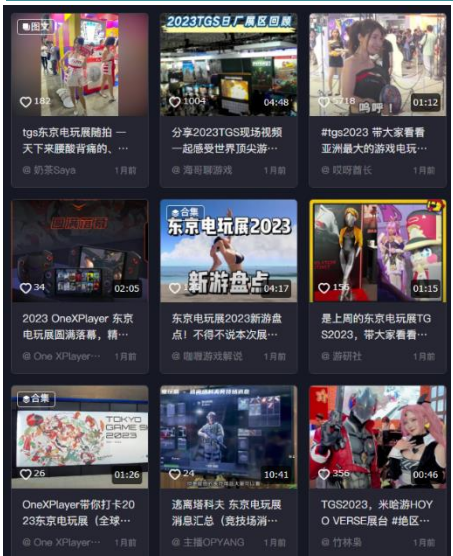 图文
182
tgs东京电玩展随拍 一
天下来腰酸背痛的、…
@ 奶茶Saya
1月前
2023TGS日厂展区回顾
1004
04:48
分享2023TGS现场视频
一起感受世界顶尖游…
@ 海哥聊游戏
1月前
5718
01:12
呜呼!
#tgs2023 带大家看看
亚洲最大的游戏电玩…
@ 哎呀酋长
1月前
34
02:05
2023 OneXPlayer 东京
电玩展圆满落幕，精…
@ One XPlayer…
1月前
合集
东京电玩展2023
新游盘点
04:17
东京电玩展2023新游盘
点！不得不说本次展…
@ 嗷喔游戏解说
1月前
156
01:15
是上周的东京电玩展TG
S2023，带大家看看…
@ 游研社
1月前
合集
TOKYO
GAME S
2023
26
01:26
OneXPlayer带你打卡20
23东京电玩展（全球…
@ One XPlayer…
1月前
24
10:41
逃离塔科夫 东京电玩展
消息汇总（竞技场消…
@ 主播OPYANG
1月前
356
00:46
TGS2023，米哈游HOY
O VERSE展台 #绝区…
@ 竹林枭
1月前